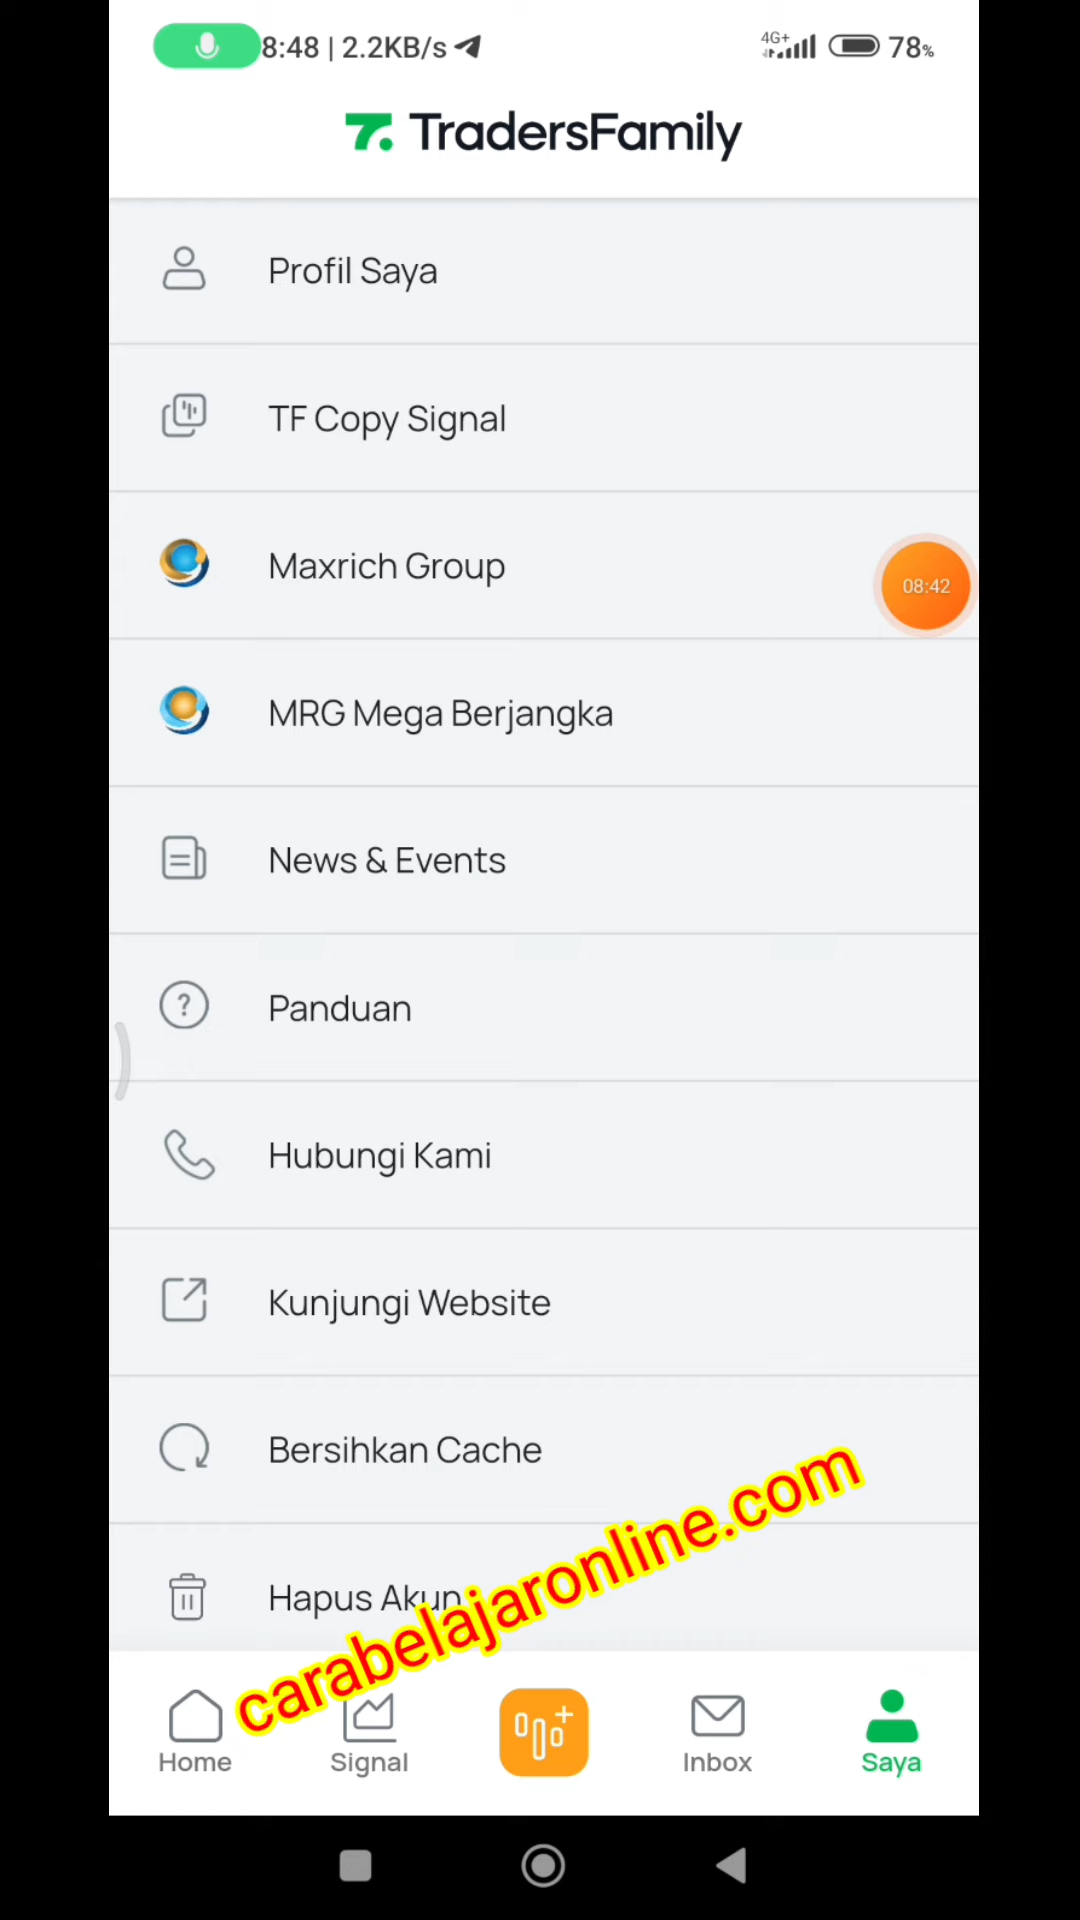 8:48 | 2.2KB/s
4G+
78%
TradersFamily
Profil Saya
TF Copy Signal
Maxrich Group
08:42
MRG Mega Berjangka
News & Events
Panduan
Hubungi Kami
Kunjungi Website
Bersihkan Cache
Hapus Akun
carabelajaronline.com
Home
Signal
Inbox
Saya